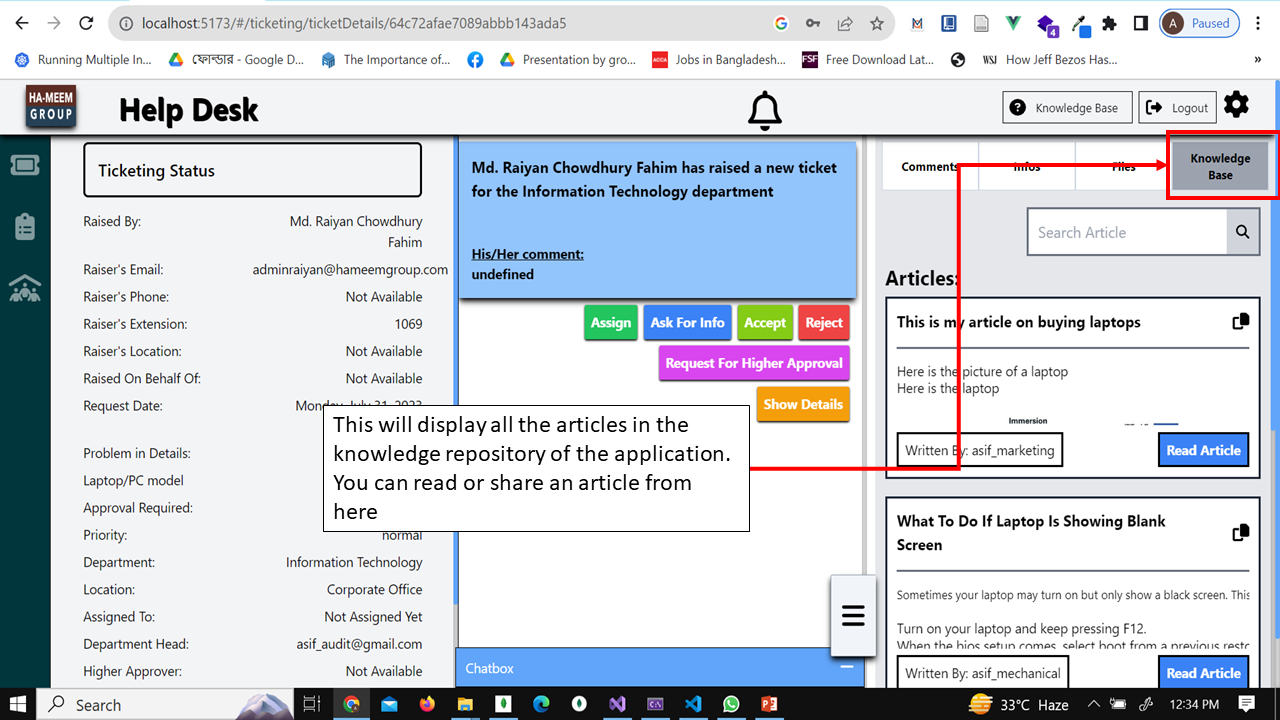 localhost:5173/#/ticketing/ticketDetails/64c72afae7089abbb143ada5
A
Paused
4
Running Multiple In...
ফোল্ডার - Google D...
The Importance of...
Presentation by gro...
ACCA
Jobs in Bangladesh...
FSF
Free Download Lat...
WSJ
How Jeff Bezos Has...
»
HA-MEEM
GROUP
Help Desk
Knowledge Base
Logout
Ticketing Status
Raised By: Md. Raiyan Chowdhury
Fahim
Raiser's Email: adminraiyan@hameemgroup.com
Raiser's Phone: Not Available
Raiser's Extension: 1069
Raiser's Location: Not Available
Raised On Behalf Of: Not Available
Request Date: Monday, July 31, 2023
Problem in Details:
Laptop/PC model
Approval Required:
Priority: normal
Department: Information Technology
Location: Corporate Office
Assigned To: Not Assigned Yet
Department Head: asif_audit@gmail.com
Higher Approver: Not Available
Md. Raiyan Chowdhury Fahim has raised a new ticket
for the Information Technology department
His/Her comment:
undefined
Assign
Ask For Info
Accept
Reject
Request For Higher Approval
Show Details
This will display all the articles in the
knowledge repository of the application.
You can read or share an article from
here
Chatbox
Comments
Infos
Files
Knowledge
Base
Search Article
Articles:
This is my article on buying laptops
Here is the picture of a laptop
Here is the laptop
Immersion
Written By: asif_marketing
Read Article
What To Do If Laptop Is Showing Blank
Screen
Sometimes your laptop may turn on but only show a black screen. This
Turn on your laptop and keep pressing F12.
When the bios setup comes, select boot from a previous resto
Written By: asif_mechanical
Read Article
Search
33°C Haze
12:34 PM